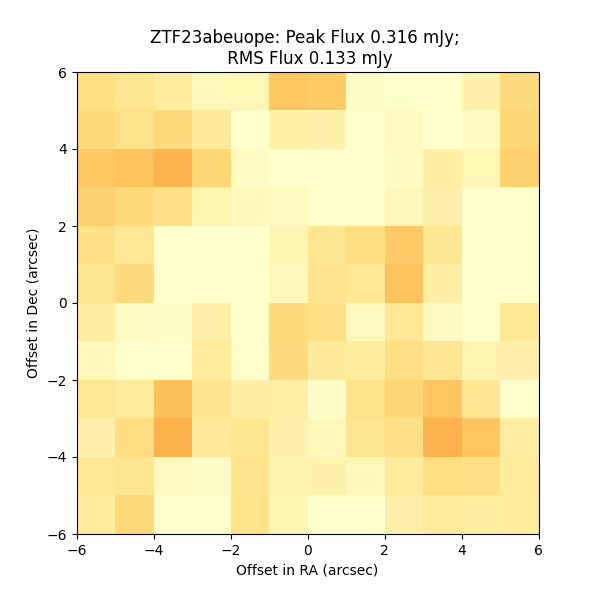 ZTF23abeuope: Peak Flux 0.316 mJy;
RMS Flux 0.133 mJy
6
4
2
0
−2
−4
−6
Offset in Dec (arcsec)
−6 −4 −2 0 2 4 6
Offset in RA (arcsec)